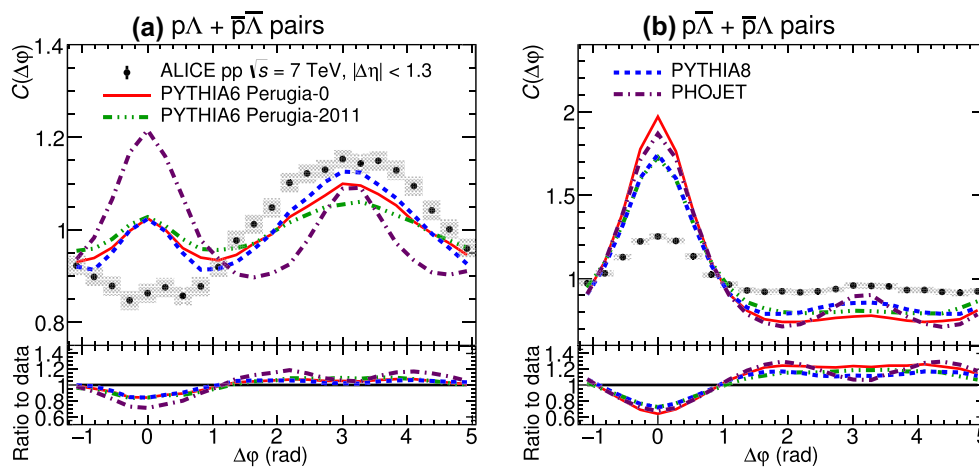 (a) pΛ + p̅Λ̅ pairs
C(Δφ)
1.4
1.2
1
0.8
ALICE pp √s = 7 TeV, |Δη| < 1.3
PYTHIA6 Perugia-0
PYTHIA6 Perugia-2011
Ratio to data
1.4
1.2
1
0.8
0.6
−1 0 1 2 3 4 5
Δφ (rad)
(b) pΛ̅ + p̅Λ pairs
C(Δφ)
2
1.5
1
PYTHIA8
PHOJET
Ratio to data
1.4
1.2
1
0.8
0.6
−1 0 1 2 3 4 5
Δφ (rad)